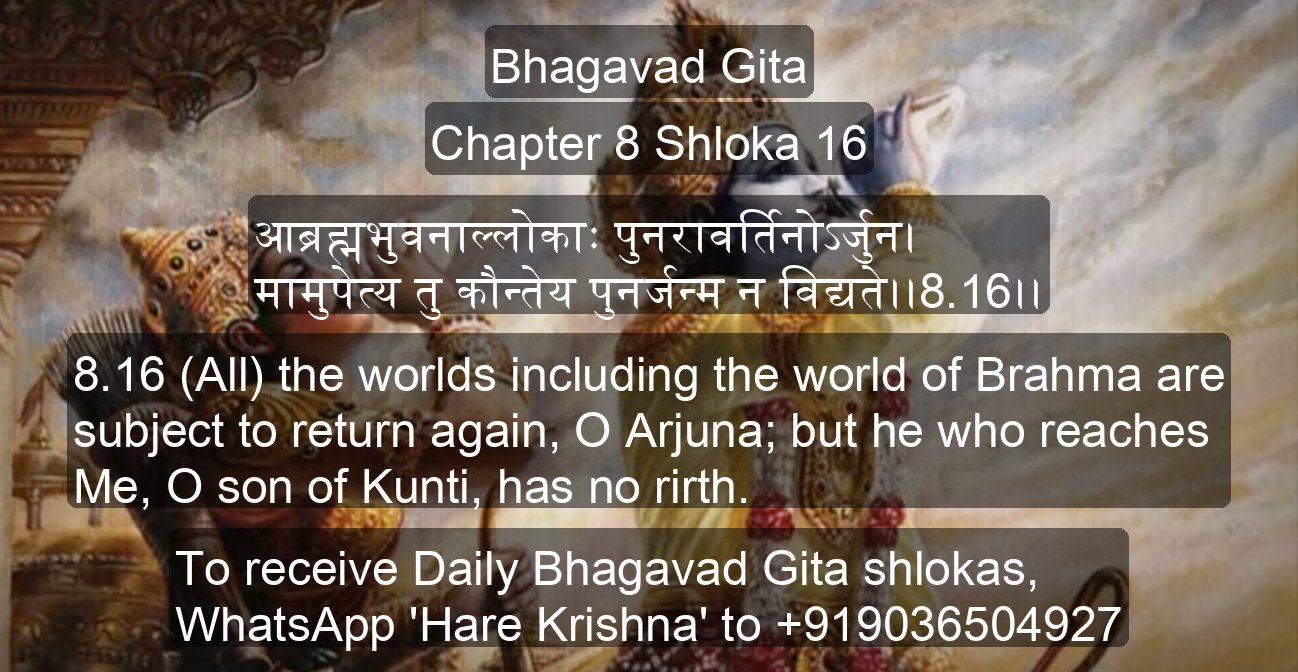 Bhagavad Gita
Chapter 8 Shloka 16
आब्रह्मभुवनाल्लोकाः पुनरावर्तिनोऽर्जुन।
मामुपेत्य तु कौन्तेय पुनर्जन्म न विद्यते।।8.16।।
8.16 (All) the worlds including the world of Brahma are
subject to return again, O Arjuna; but he who reaches
Me, O son of Kunti, has no rirth.
To receive Daily Bhagavad Gita shlokas,
WhatsApp 'Hare Krishna' to +919036504927